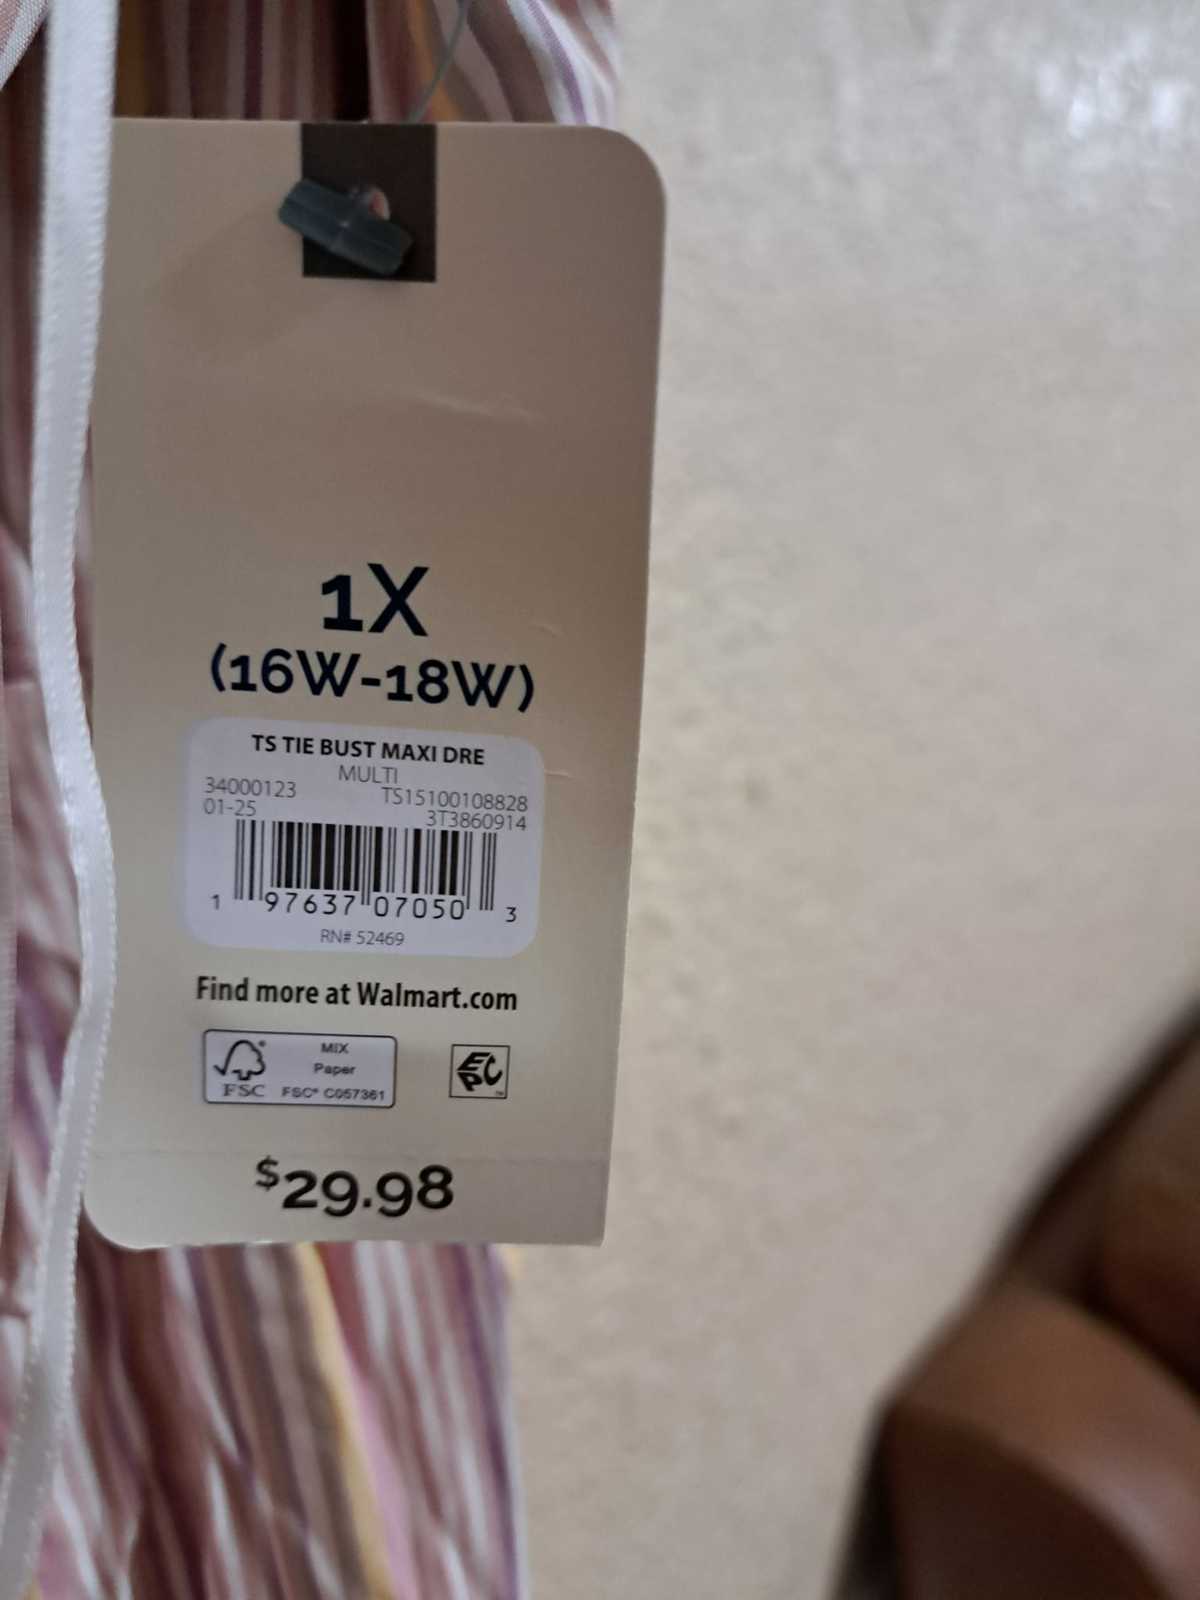 1X
(16W-18W)
TS TIE BUST MAXI DRE
MULTI
34000123 TS15100108828
01-25 3T3860914
1 97637 07050 3
RN# 52469
Find more at Walmart.com
MIX
Paper
FSC FSC® C057361
EPC™
$29.98